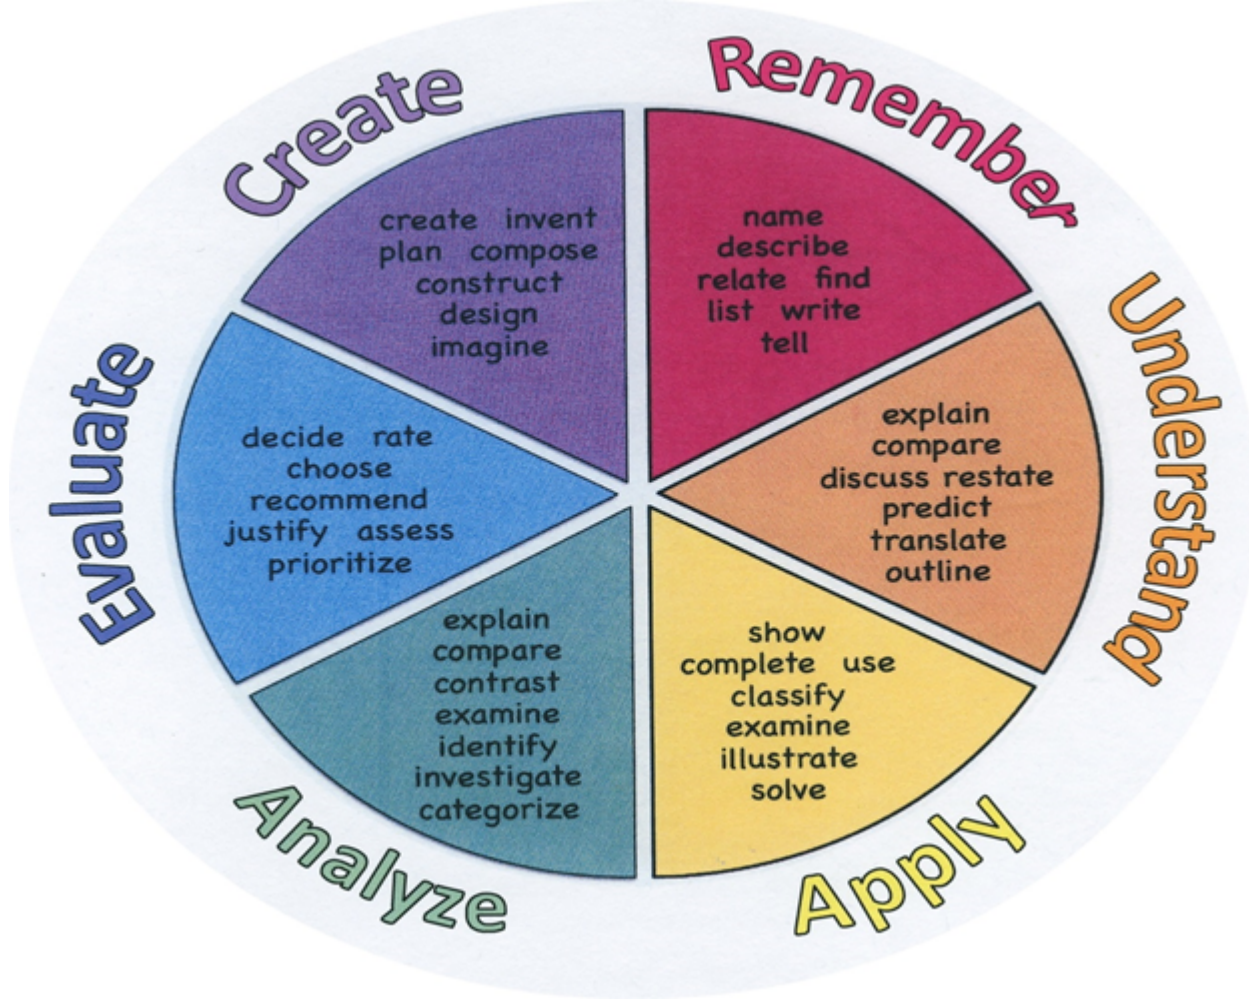 Remember
name
describe
relate find
list write
tell
Understand
explain
compare
discuss restate
predict
translate
outline
Apply
show
complete use
classify
examine
illustrate
solve
Analyze
explain
compare
contrast
examine
identify
investigate
categorize
Evaluate
decide rate
choose
recommend
justify assess
prioritize
Create
create invent
plan compose
construct
design
imagine